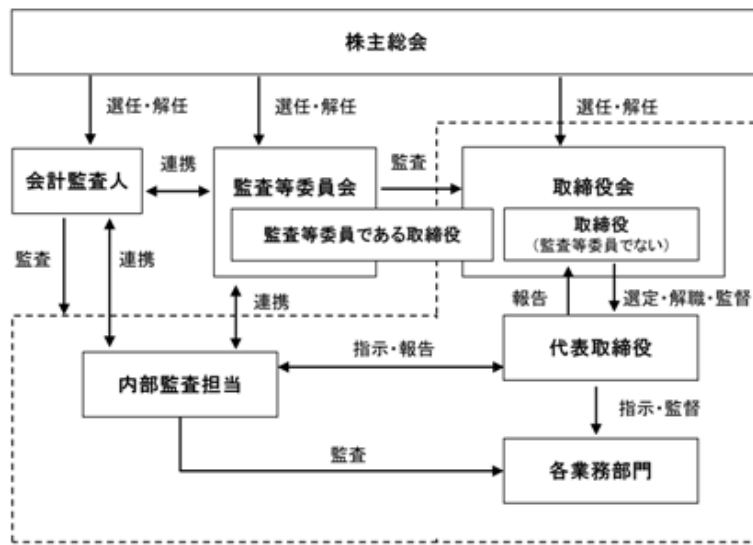 株主総会
選任・解任
選任・解任
選任・解任
会計監査人
連携
監査等委員会
監査
取締役会
監査等委員である取締役
取締役
（監査等委員でない）
監査
連携
連携
報告
選定・解職・監督
内部監査担当
指示・報告
代表取締役
指示・監督
監査
各業務部門